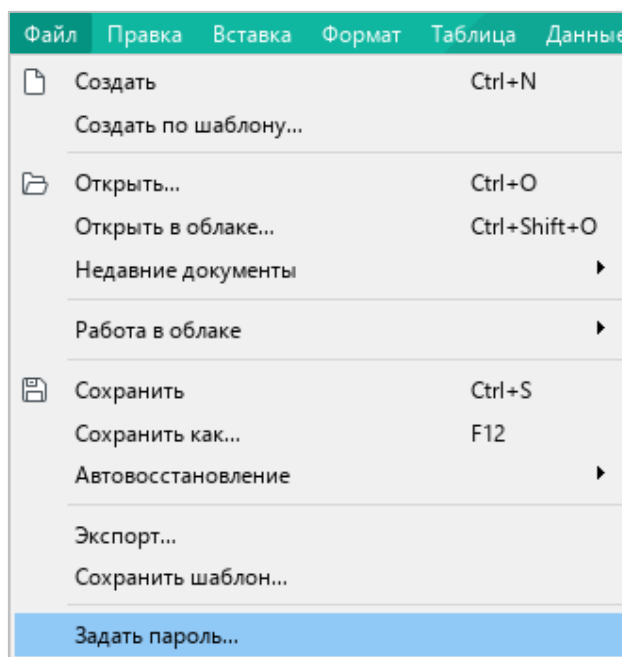 Файл Правка Вставка Формат Таблица Данные
Создать Ctrl+N
Создать по шаблону...
Открыть... Ctrl+O
Открыть в облаке... Ctrl+Shift+O
Недавние документы
Работа в облаке
Сохранить Ctrl+S
Сохранить как... F12
Автовосстановление
Экспорт...
Сохранить шаблон...
Задать пароль...